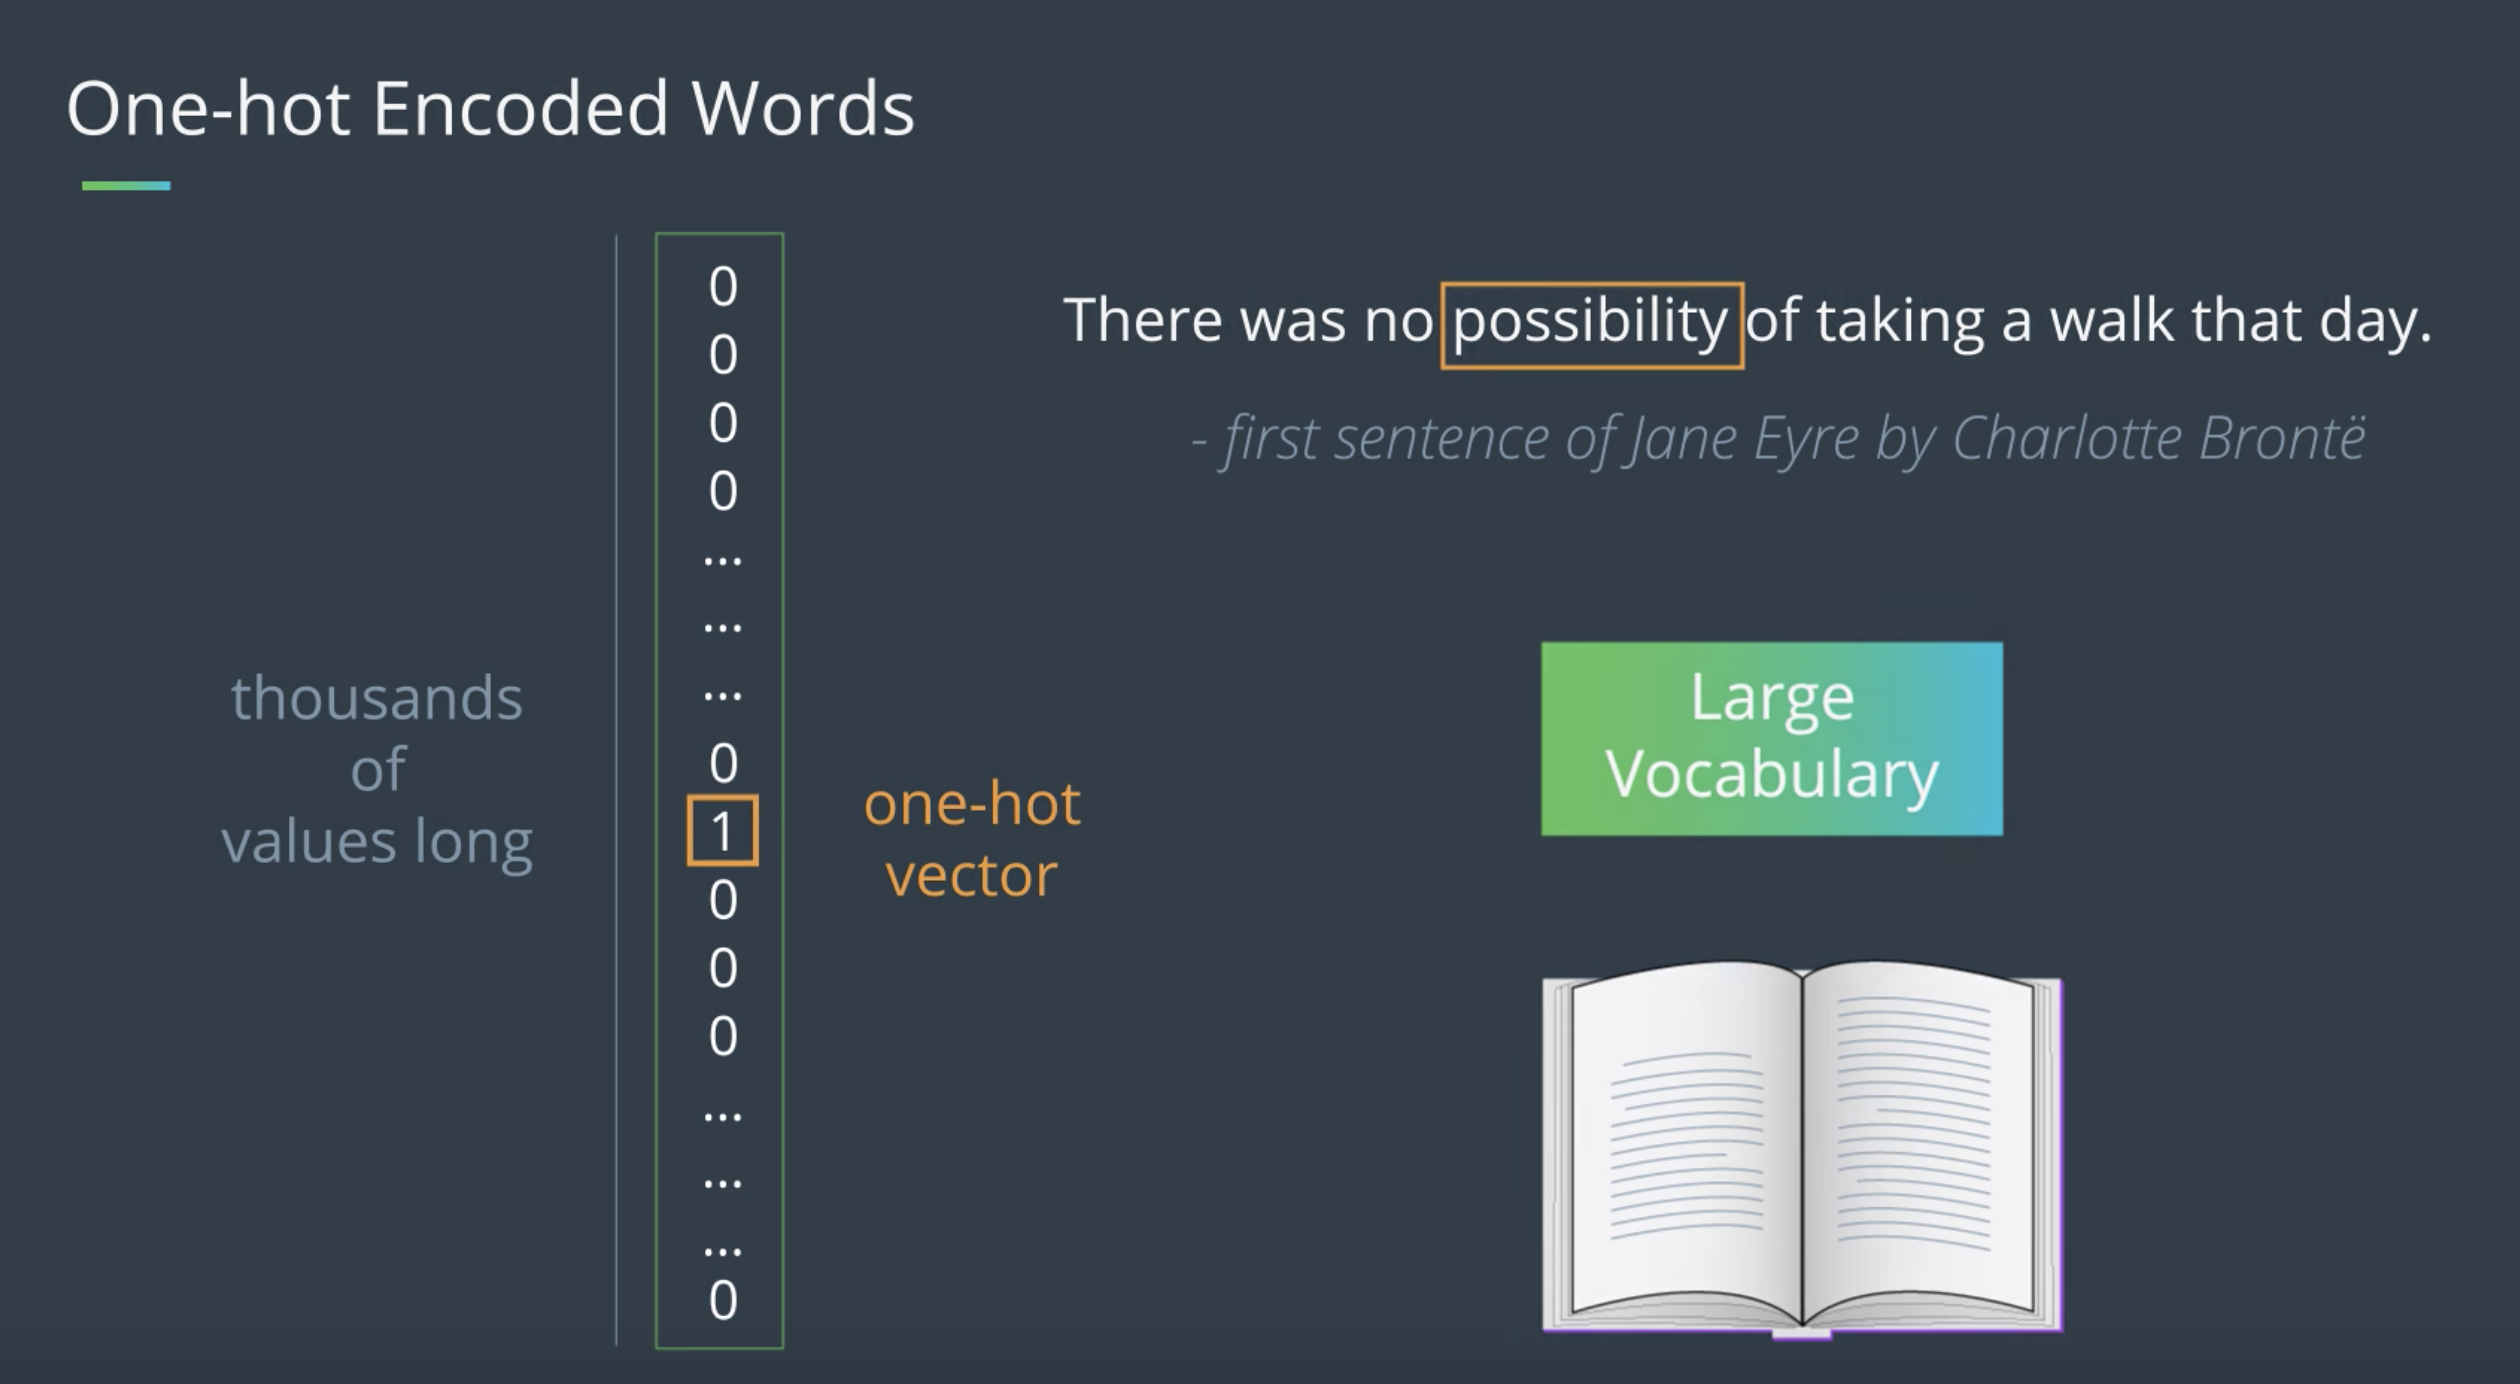 One-hot Encoded Words
There was no possibility of taking a walk that day.
- first sentence of Jane Eyre by Charlotte Brontë
thousands
of
values long
0
0
0
0
...
...
...
0
1
0
0
0
...
...
...
0
one-hot
vector
Large
Vocabulary